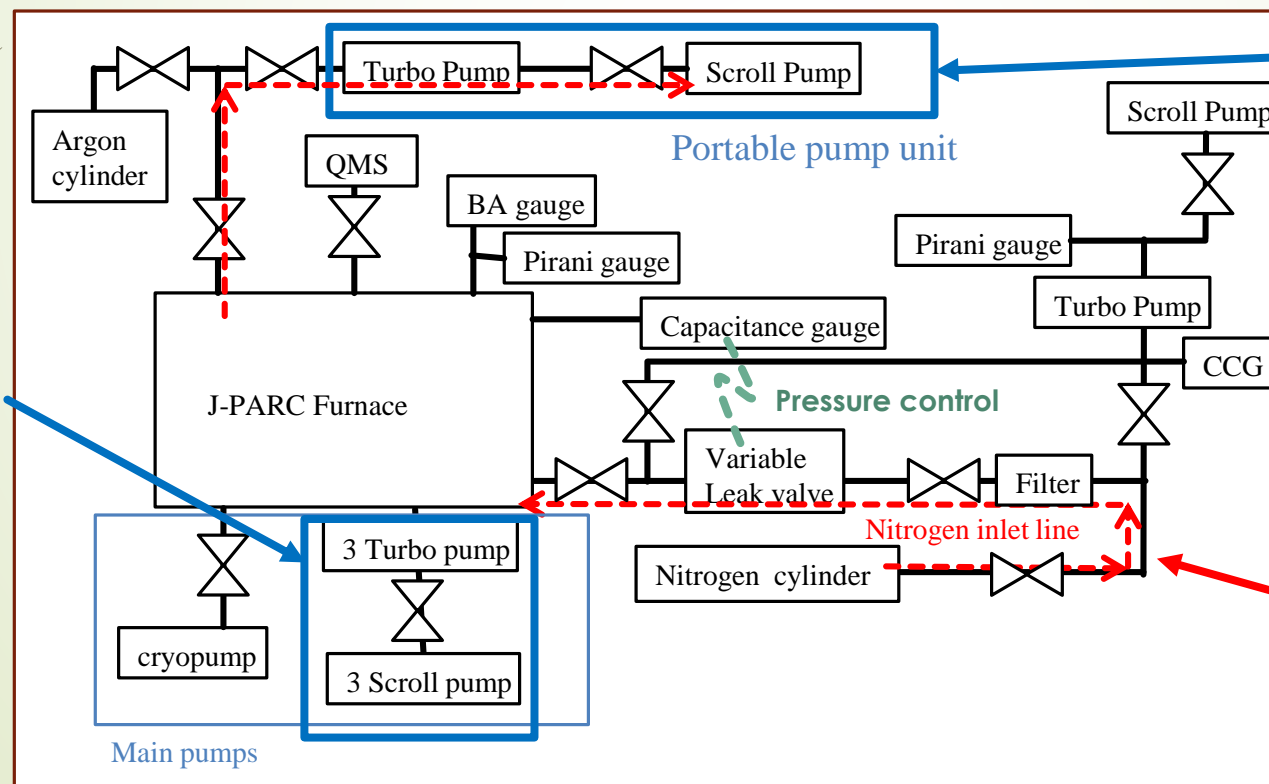 Turbo Pump
Scroll Pump
Scroll Pump
Argon
cylinder
Portable pump unit
QMS
BA gauge
Pirani gauge
Pirani gauge
Turbo Pump
Capacitance gauge
CCG
J-PARC Furnace
Pressure control
Variable
Leak valve
Filter
Nitrogen inlet line
3 Turbo pump
Nitrogen cylinder
cryopump
3 Scroll pump
Main pumps